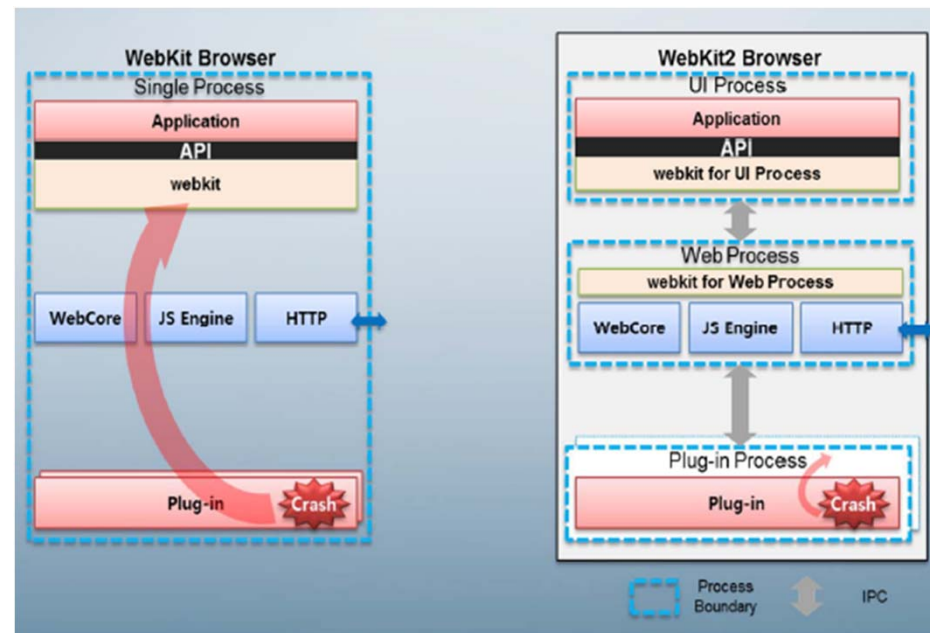 WebKit Browser
Single Process
Application
API
webkit
WebCore
JS Engine
HTTP
Plug-in
Crash
WebKit2 Browser
UI Process
Application
API
webkit for UI Process
Web Process
webkit for Web Process
WebCore
JS Engine
HTTP
Plug-in Process
Plug-in
Crash
Process
Boundary
IPC